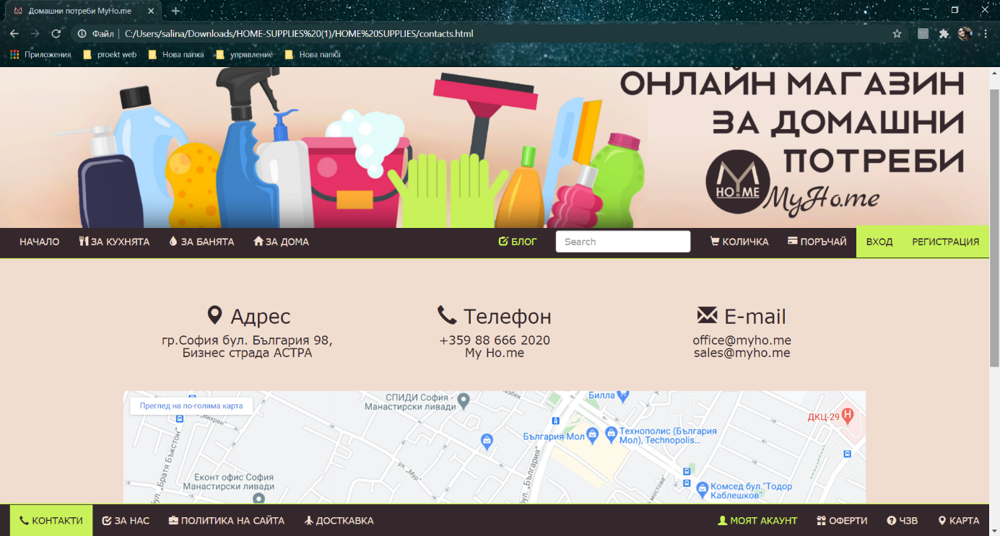 Домашни потреби MyHo.me
Файл
C:/Users/salina/Downloads/HOME-SUPPLIES%20(1)/HOME%20SUPPLIES/contacts.html
Приложения
proekt web
Нова папка
управление
Нова папка
ОНЛАЙН МАГАЗИН
ЗА ДОМАШНИ
ПОТРЕБИ
HO.ME
MyHo.me
НАЧАЛО
ЗА КУХНЯТА
ЗА БАНЯТА
ЗА ДОМА
БЛОГ
Search
КОЛИЧКА
ПОРЪЧАЙ
ВХОД
РЕГИСТРАЦИЯ
Адрес
гр.София бул. България 98,
Бизнес страда АСТРА
Телефон
+359 88 666 2020
My Ho.me
E-mail
office@myho.me
sales@myho.me
Преглед на по-голяма карта
СПИДИ София -
Манастирски ливади
Билла
ДКЦ-29
"Вихрен"
България Мол
Технополис (България
Мол), Technopolis...
бул. „Братя Бъкстон"
ул. „Мур"
бул. „България"
Еконт офис София
Манастирски ливади
Комсед бул."Тодор
Каблешков"
КОНТАКТИ
ЗА НАС
ПОЛИТИКА НА САЙТА
ДОСТКАВКА
МОЯТ АКАУНТ
ОФЕРТИ
ЧЗВ
КАРТА